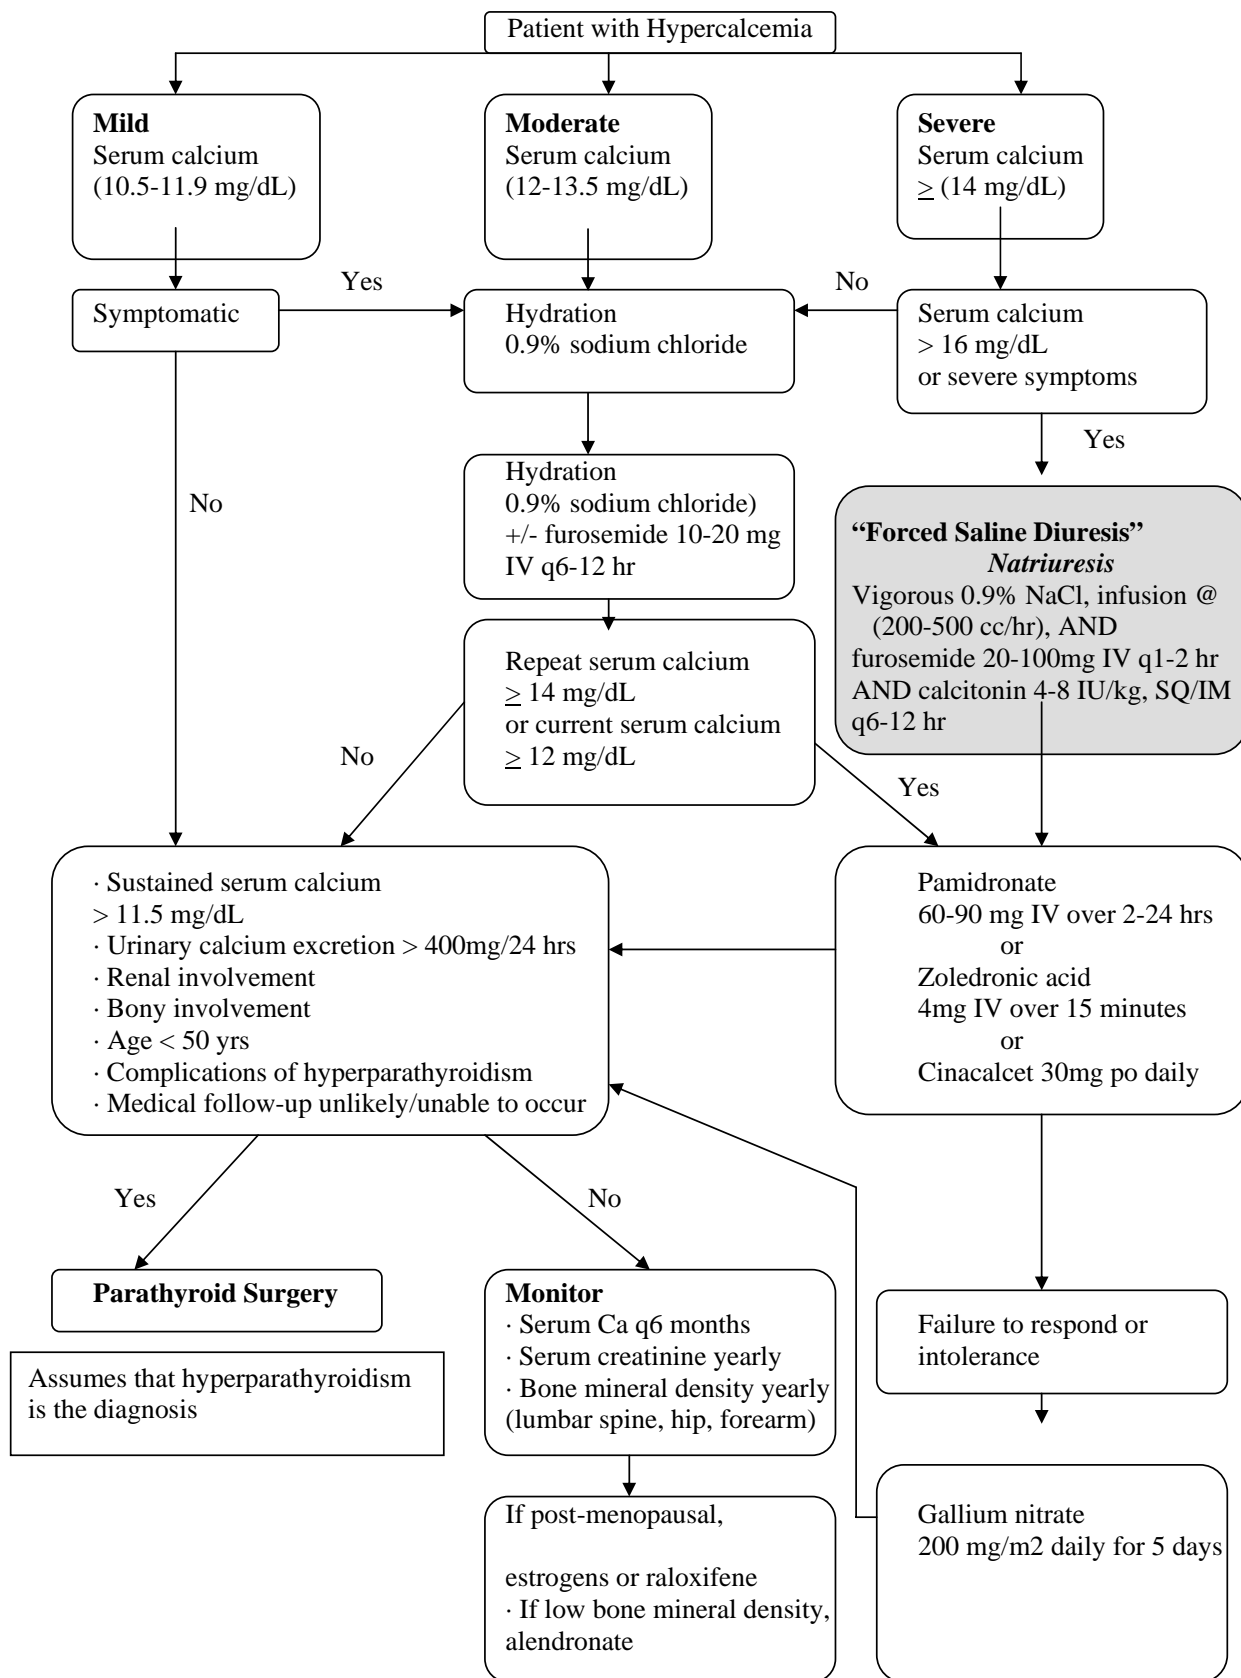 Patient with Hypercalcemia
Mild
Serum calcium
(10.5-11.9 mg/dL)
Moderate
Serum calcium
(12-13.5 mg/dL)
Severe
Serum calcium
≥ (14 mg/dL)
Symptomatic
Yes
Hydration
0.9% sodium chloride
No
Serum calcium
> 16 mg/dL
or severe symptoms
Yes
No
Hydration
0.9% sodium chloride)
+/- furosemide 10-20 mg
IV q6-12 hr
“Forced Saline Diuresis”
Natriuresis
Vigorous 0.9% NaCl, infusion @
(200-500 cc/hr), AND
furosemide 20-100mg IV q1-2 hr
AND calcitonin 4-8 IU/kg, SQ/IM
q6-12 hr
Repeat serum calcium
≥ 14 mg/dL
or current serum calcium
≥ 12 mg/dL
No
Yes
· Sustained serum calcium
> 11.5 mg/dL
· Urinary calcium excretion > 400mg/24 hrs
· Renal involvement
· Bony involvement
· Age < 50 yrs
· Complications of hyperparathyroidism
· Medical follow-up unlikely/unable to occur
Pamidronate
60-90 mg IV over 2-24 hrs
or
Zoledronic acid
4mg IV over 15 minutes
or
Cinacalcet 30mg po daily
Yes
No
Parathyroid Surgery
Assumes that hyperparathyroidism
is the diagnosis
Monitor
· Serum Ca q6 months
· Serum creatinine yearly
· Bone mineral density yearly
(lumbar spine, hip, forearm)
Failure to respond or
intolerance
If post-menopausal,
estrogens or raloxifene
· If low bone mineral density,
alendronate
Gallium nitrate
200 mg/m2 daily for 5 days